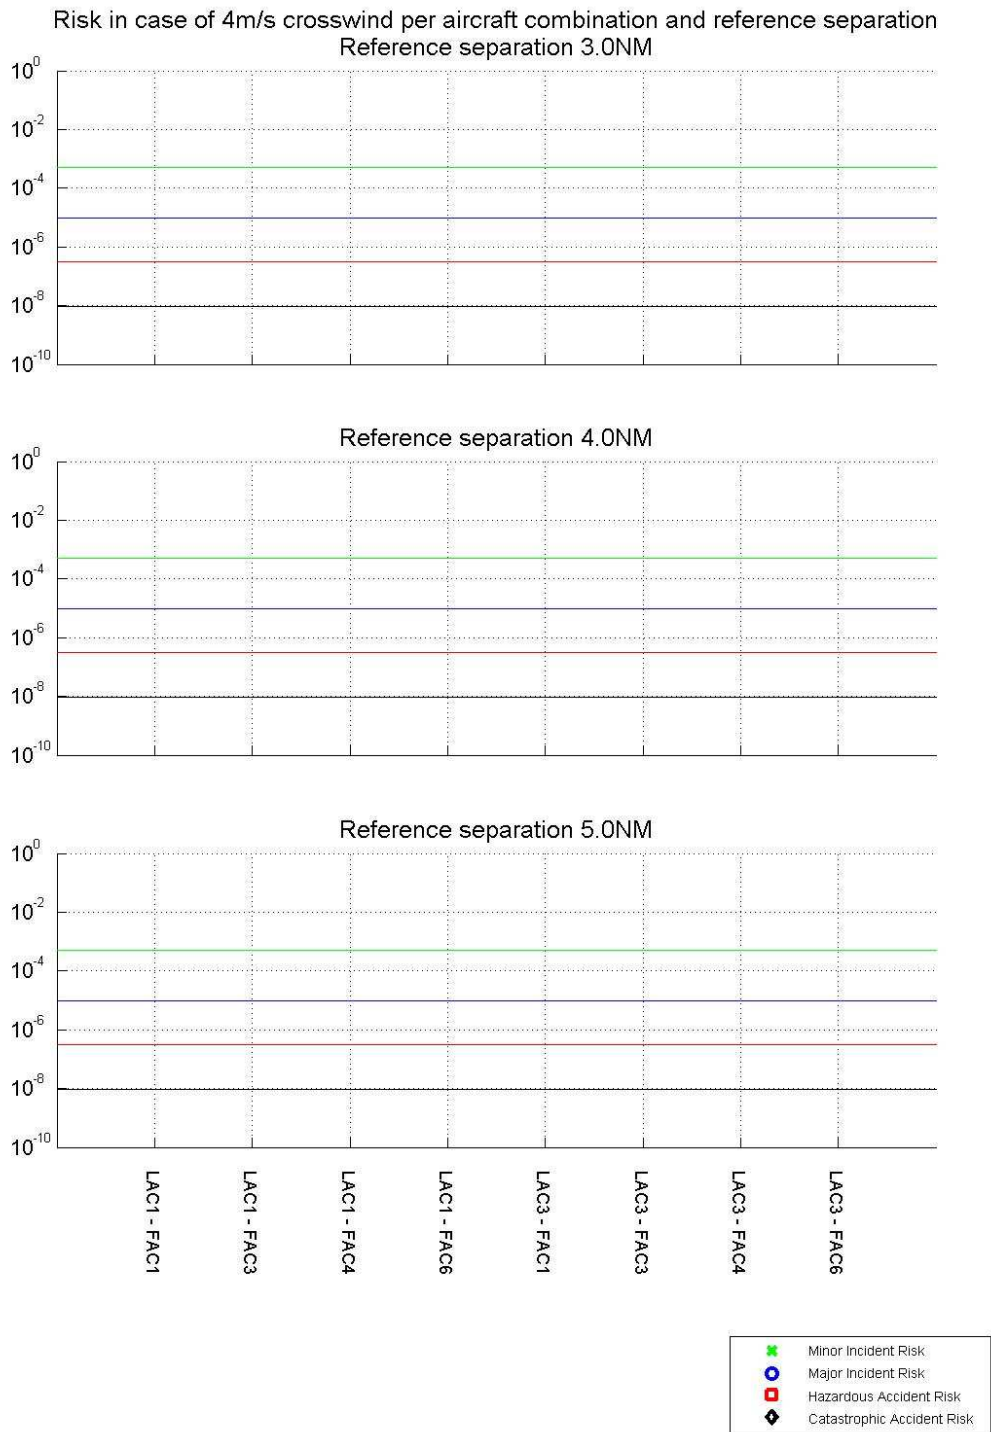 Risk in case of 4m/s crosswind per aircraft combination and reference separation
Reference separation 3.0NM
10^0
10^-2
10^-4
10^-6
10^-8
10^-10
Reference separation 4.0NM
10^0
10^-2
10^-4
10^-6
10^-8
10^-10
Reference separation 5.0NM
10^0
10^-2
10^-4
10^-6
10^-8
10^-10
LAC1 - FAC1
LAC1 - FAC3
LAC1 - FAC4
LAC1 - FAC6
LAC3 - FAC1
LAC3 - FAC3
LAC3 - FAC4
LAC3 - FAC6
Minor Incident Risk
Major Incident Risk
Hazardous Accident Risk
Catastrophic Accident Risk